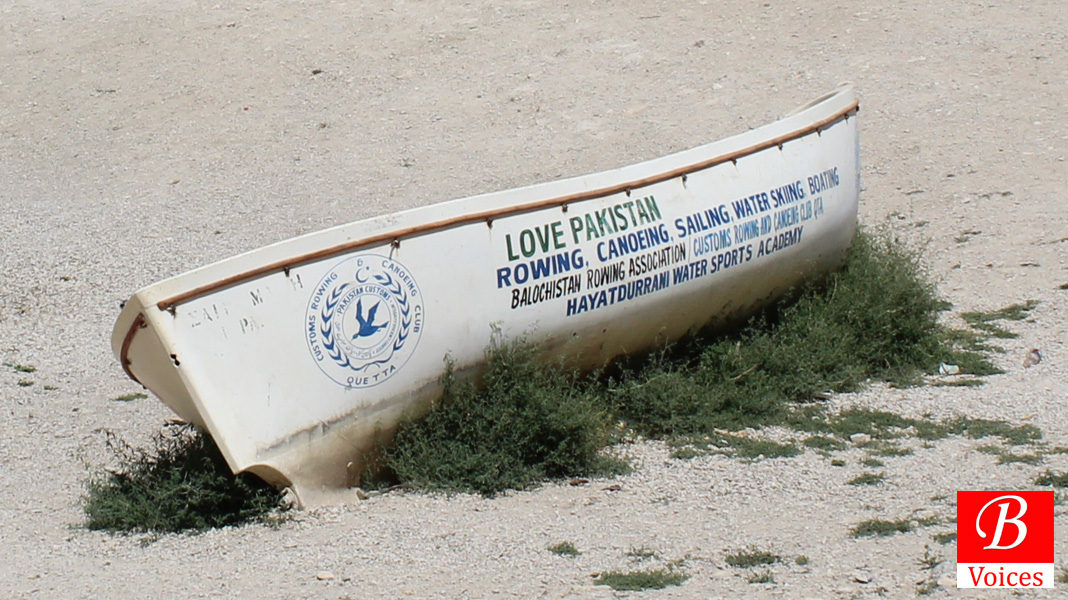 LOVE PAKISTAN
ROWING, CANOEING, SAILING, WATER SKIING, BOATING
BALOCHISTAN ROWING ASSOCIATION / CUSTOMS ROWING AND CANOEING CLUB QTA
HAYATDURRANI WATER SPORTS ACADEMY
CUSTOMS ROWING & CANOEING CLUB
QUETTA
PAKISTAN CUSTOMS
B
Voices